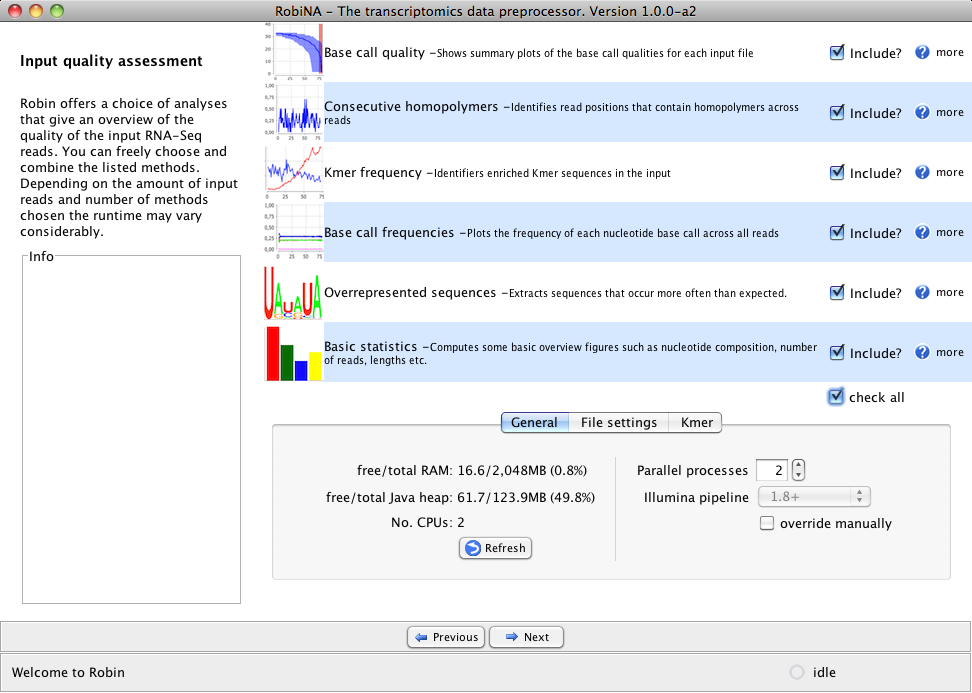 RobiNA - The transcriptomics data preprocessor. Version 1.0.0-a2
Input quality assessment
Robin offers a choice of analyses
that give an overview of the
quality of the input RNA-Seq
reads. You can freely choose and
combine the listed methods.
Depending on the amount of input
reads and number of methods
chosen the runtime may vary
considerably.
Info
Base call quality -Shows summary plots of the base call qualities for each input file
Include? more
Consecutive homopolymers -Identifies read positions that contain homopolymers across
reads
Include? more
Kmer frequency -Identifiers enriched Kmer sequences in the input
Include? more
Base call frequencies -Plots the frequency of each nucleotide base call across all reads
Include? more
Overrepresented sequences -Extracts sequences that occur more often than expected.
Include? more
Basic statistics -Computes some basic overview figures such as nucleotide composition, number
of reads, lengths etc.
Include? more
check all
General File settings Kmer
free/total RAM: 16.6/2,048MB (0.8%)
free/total Java heap: 61.7/123.9MB (49.8%)
No. CPUs: 2
Refresh
Parallel processes 2
Illumina pipeline 1.8+
override manually
Previous Next
Welcome to Robin
idle